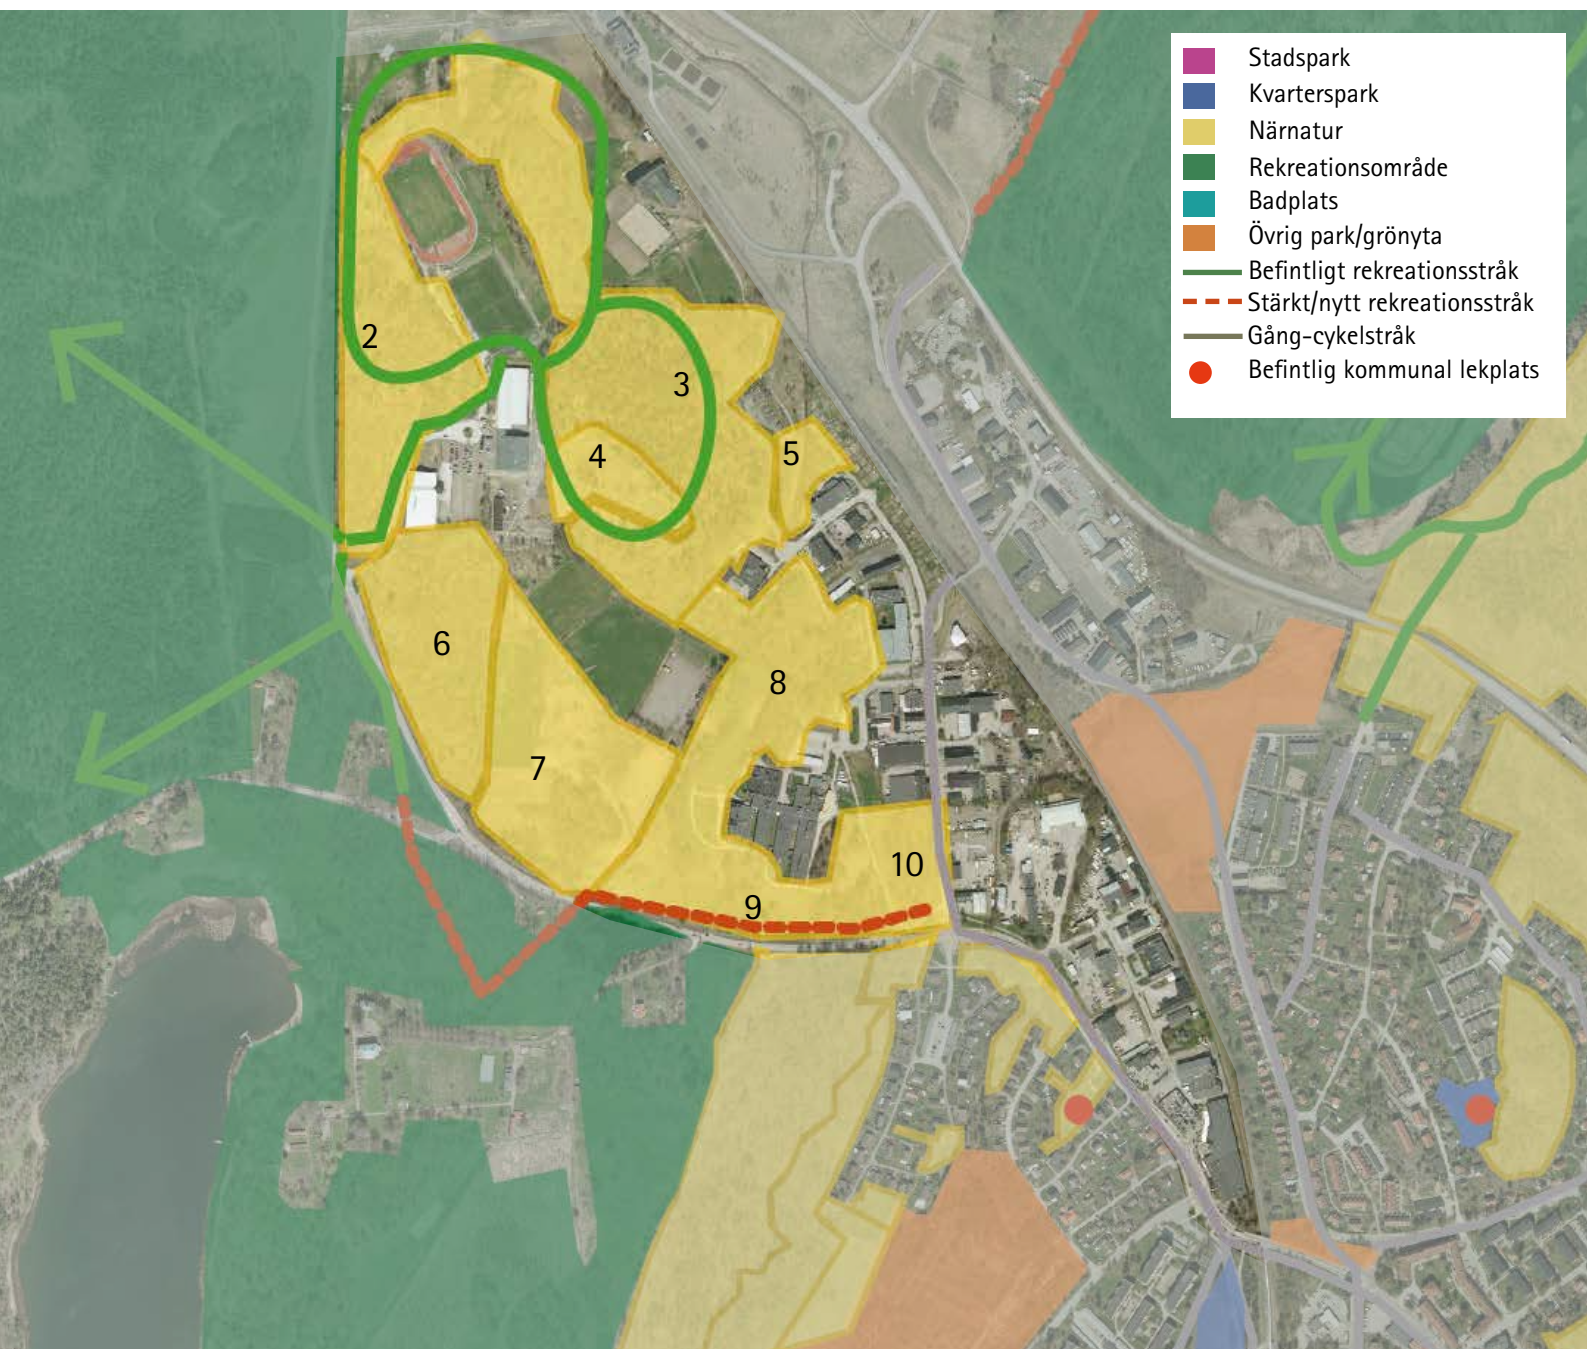 Stadspark
Kvarterspark
Närnatur
Rekreationsområde
Badplats
Övrig park/grönyta
Befintligt rekreationsstråk
Stärkt/nytt rekreationsstråk
Gång-cykelstråk
Befintlig kommunal lekplats
2
3
4
5
6
8
7
10
9